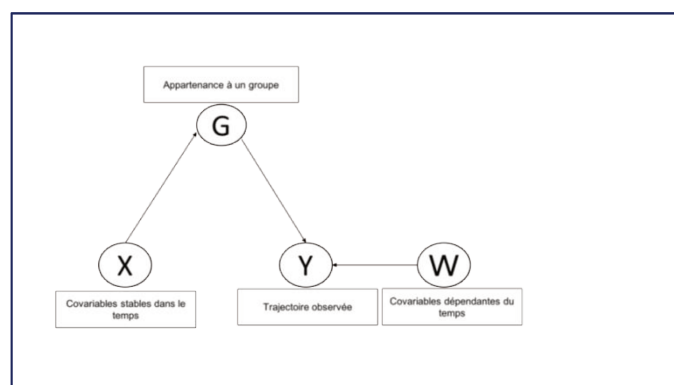 Appartenance à un groupe
G
X
Y
W
Covariables stables dans le
temps
Trajectoire observée
Covariables dépendantes du
temps